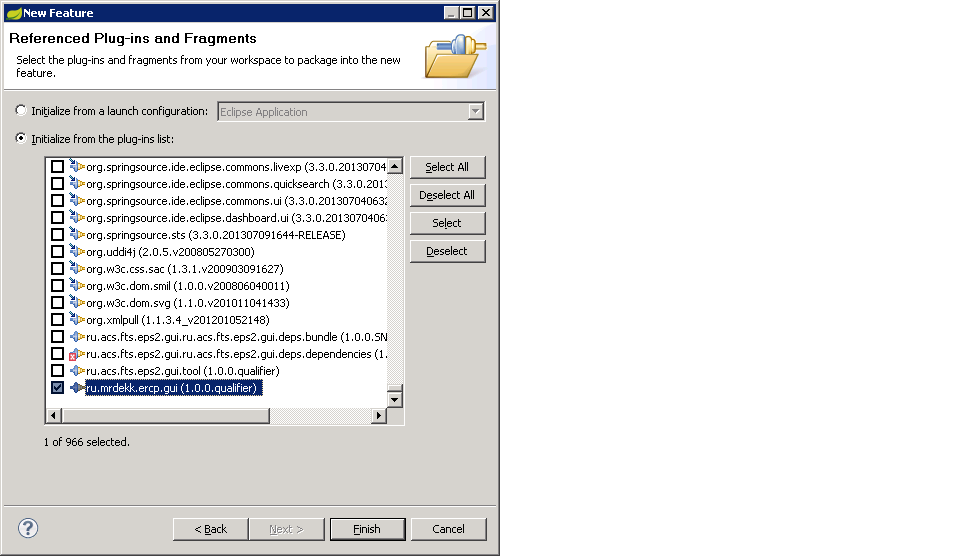 New Feature
Referenced Plug-ins and Fragments
Select the plug-ins and fragments from your workspace to package into the new
feature.
Initialize from a launch configuration: Eclipse Application
Initialize from the plug-ins list:
org.springsource.ide.eclipse.commons.livexp (3.3.0.20130704
org.springsource.ide.eclipse.commons.quicksearch (3.3.0.201
org.springsource.ide.eclipse.commons.ui (3.3.0.201307040632
org.springsource.ide.eclipse.dashboard.ui (3.3.0.2013070406
org.springsource.sts (3.3.0.201307091644-RELEASE)
org.uddi4j (2.0.5.v200805270300)
org.w3c.css.sac (1.3.1.v200903091627)
org.w3c.dom.smil (1.0.0.v200806040011)
org.w3c.dom.svg (1.1.0.v201011041433)
org.xmlpull (1.1.3.4_v201201052148)
ru.acs.fts.eps2.gui.ru.acs.fts.eps2.gui.deps.bundle (1.0.0.SN
ru.acs.fts.eps2.gui.ru.acs.fts.eps2.gui.deps.dependencies (1.
ru.acs.fts.eps2.gui.tool (1.0.0.qualifier)
ru.mrdekk.ercp.gui (1.0.0.qualifier)
Select All
Deselect All
Select
Deselect
1 of 966 selected.
?
< Back
Next >
Finish
Cancel